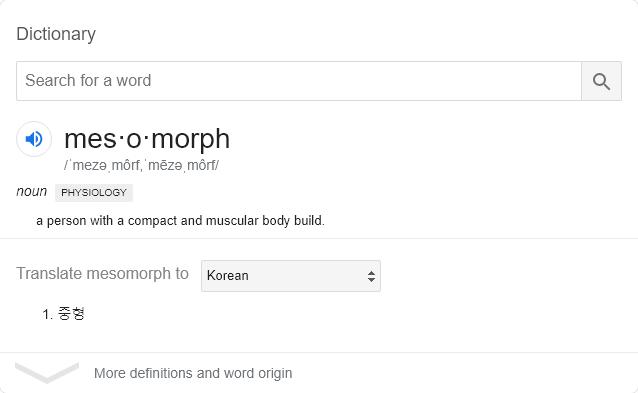 Dictionary
Search for a word
mes·o·morph
/ˈmezəˌmôrf,ˈmēzəˌmôrf/
noun PHYSIOLOGY
a person with a compact and muscular body build.
Translate mesomorph to Korean
1. 중형
More definitions and word origin